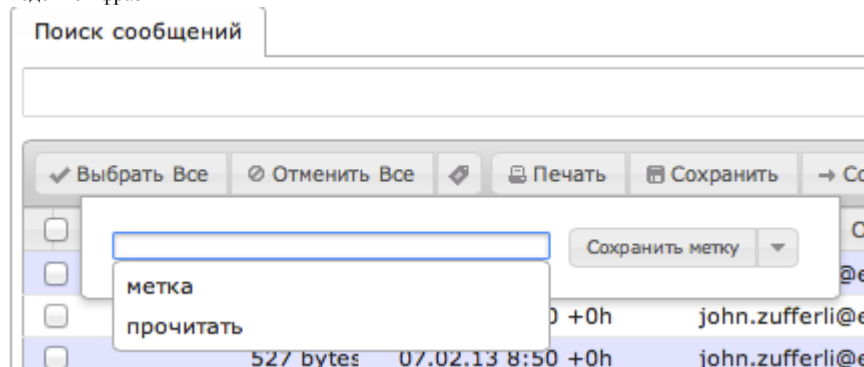 Поиск сообщений
Выбрать Все Отменить Все Печать Сохранить
Сохранить метку
метка
прочитать
+0h john.zufferli@e
527 bytes 07.02.13 8:50 +0h john.zufferli@e